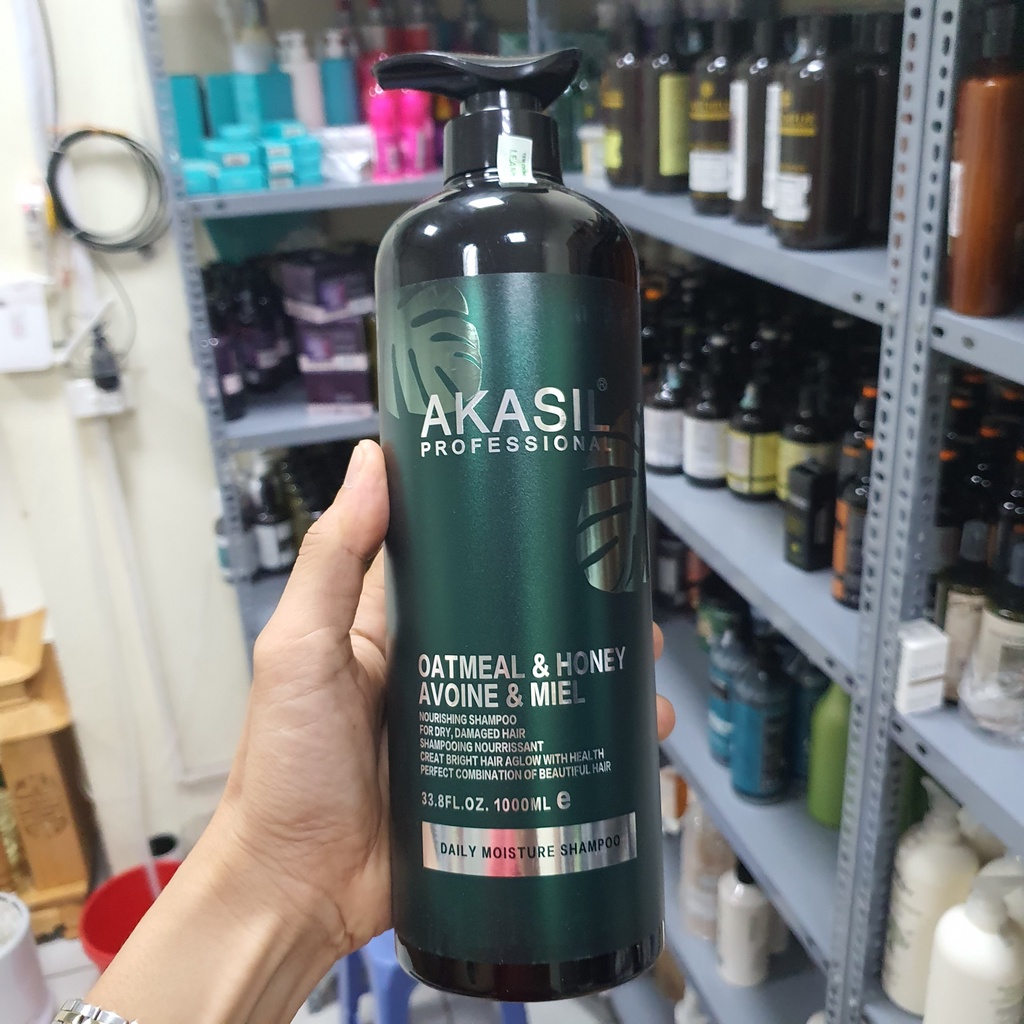 AKASIL®
PROFESSIONAL
OATMEAL & HONEY
AVOINE & MIEL
NOURISHING SHAMPOO
FOR DRY, DAMAGED HAIR
SHAMPOOING NOURRISSANT
CREAT BRIGHT HAIR AGLOW WITH HEALTH
PERFECT COMBINATION OF BEAUTIFUL HAIR
33.8FL.OZ. 1000ML e
DAILY MOISTURE SHAMPOO